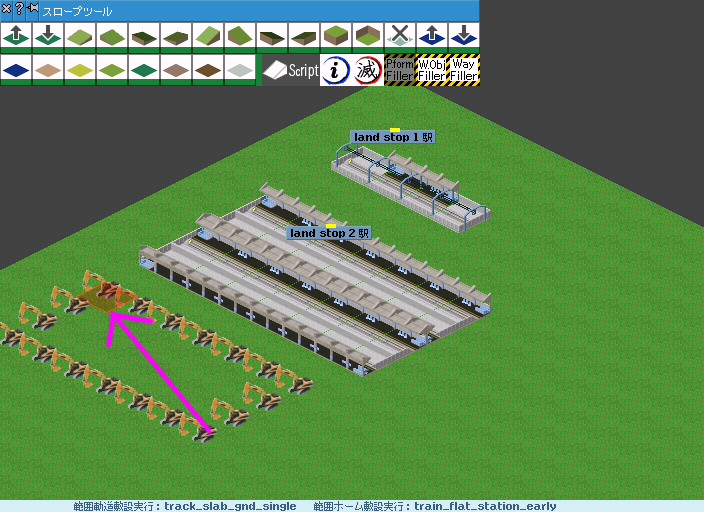 スロープツール
Script
i
滅
P.form Filler
W.Obj Filler
Way Filler
land stop 1 駅
land stop 2 駅
範囲軌道敷設実行：track_slab_gnd_single 範囲ホーム敷設実行：train_flat_station_early